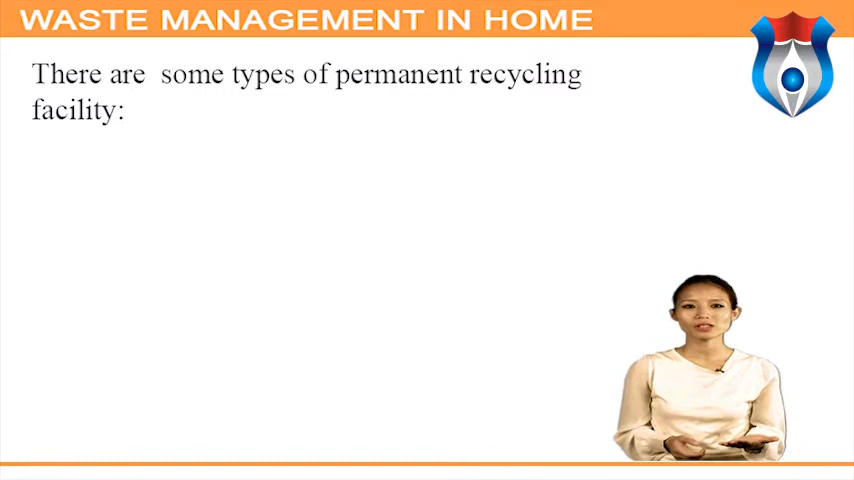 WASTE MANAGEMENT IN HOME
There are  some types of permanent recycling
facility: